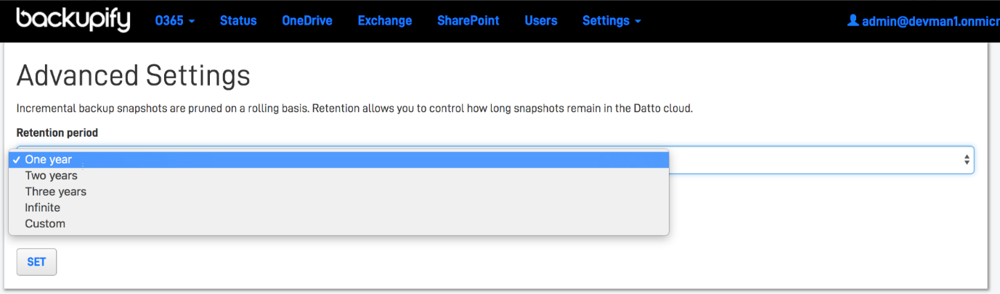 backupify O365 Status OneDrive Exchange SharePoint Users Settings admin@devman1.onmicr
Advanced Settings
Incremental backup snapshots are pruned on a rolling basis. Retention allows you to control how long snapshots remain in the Datto cloud.
Retention period
✓ One year
Two years
Three years
Infinite
Custom
SET